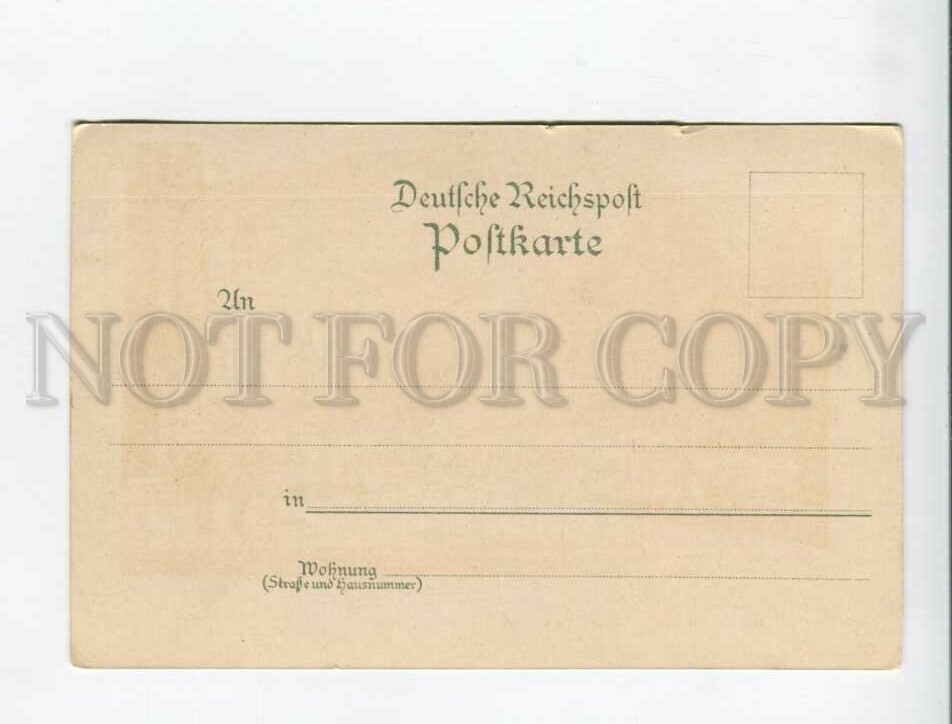 Deutſche Reichspoſt
Poſtkarte
An
NOT FOR COPY
in
Wohnung
(Straße und Hausnummer)